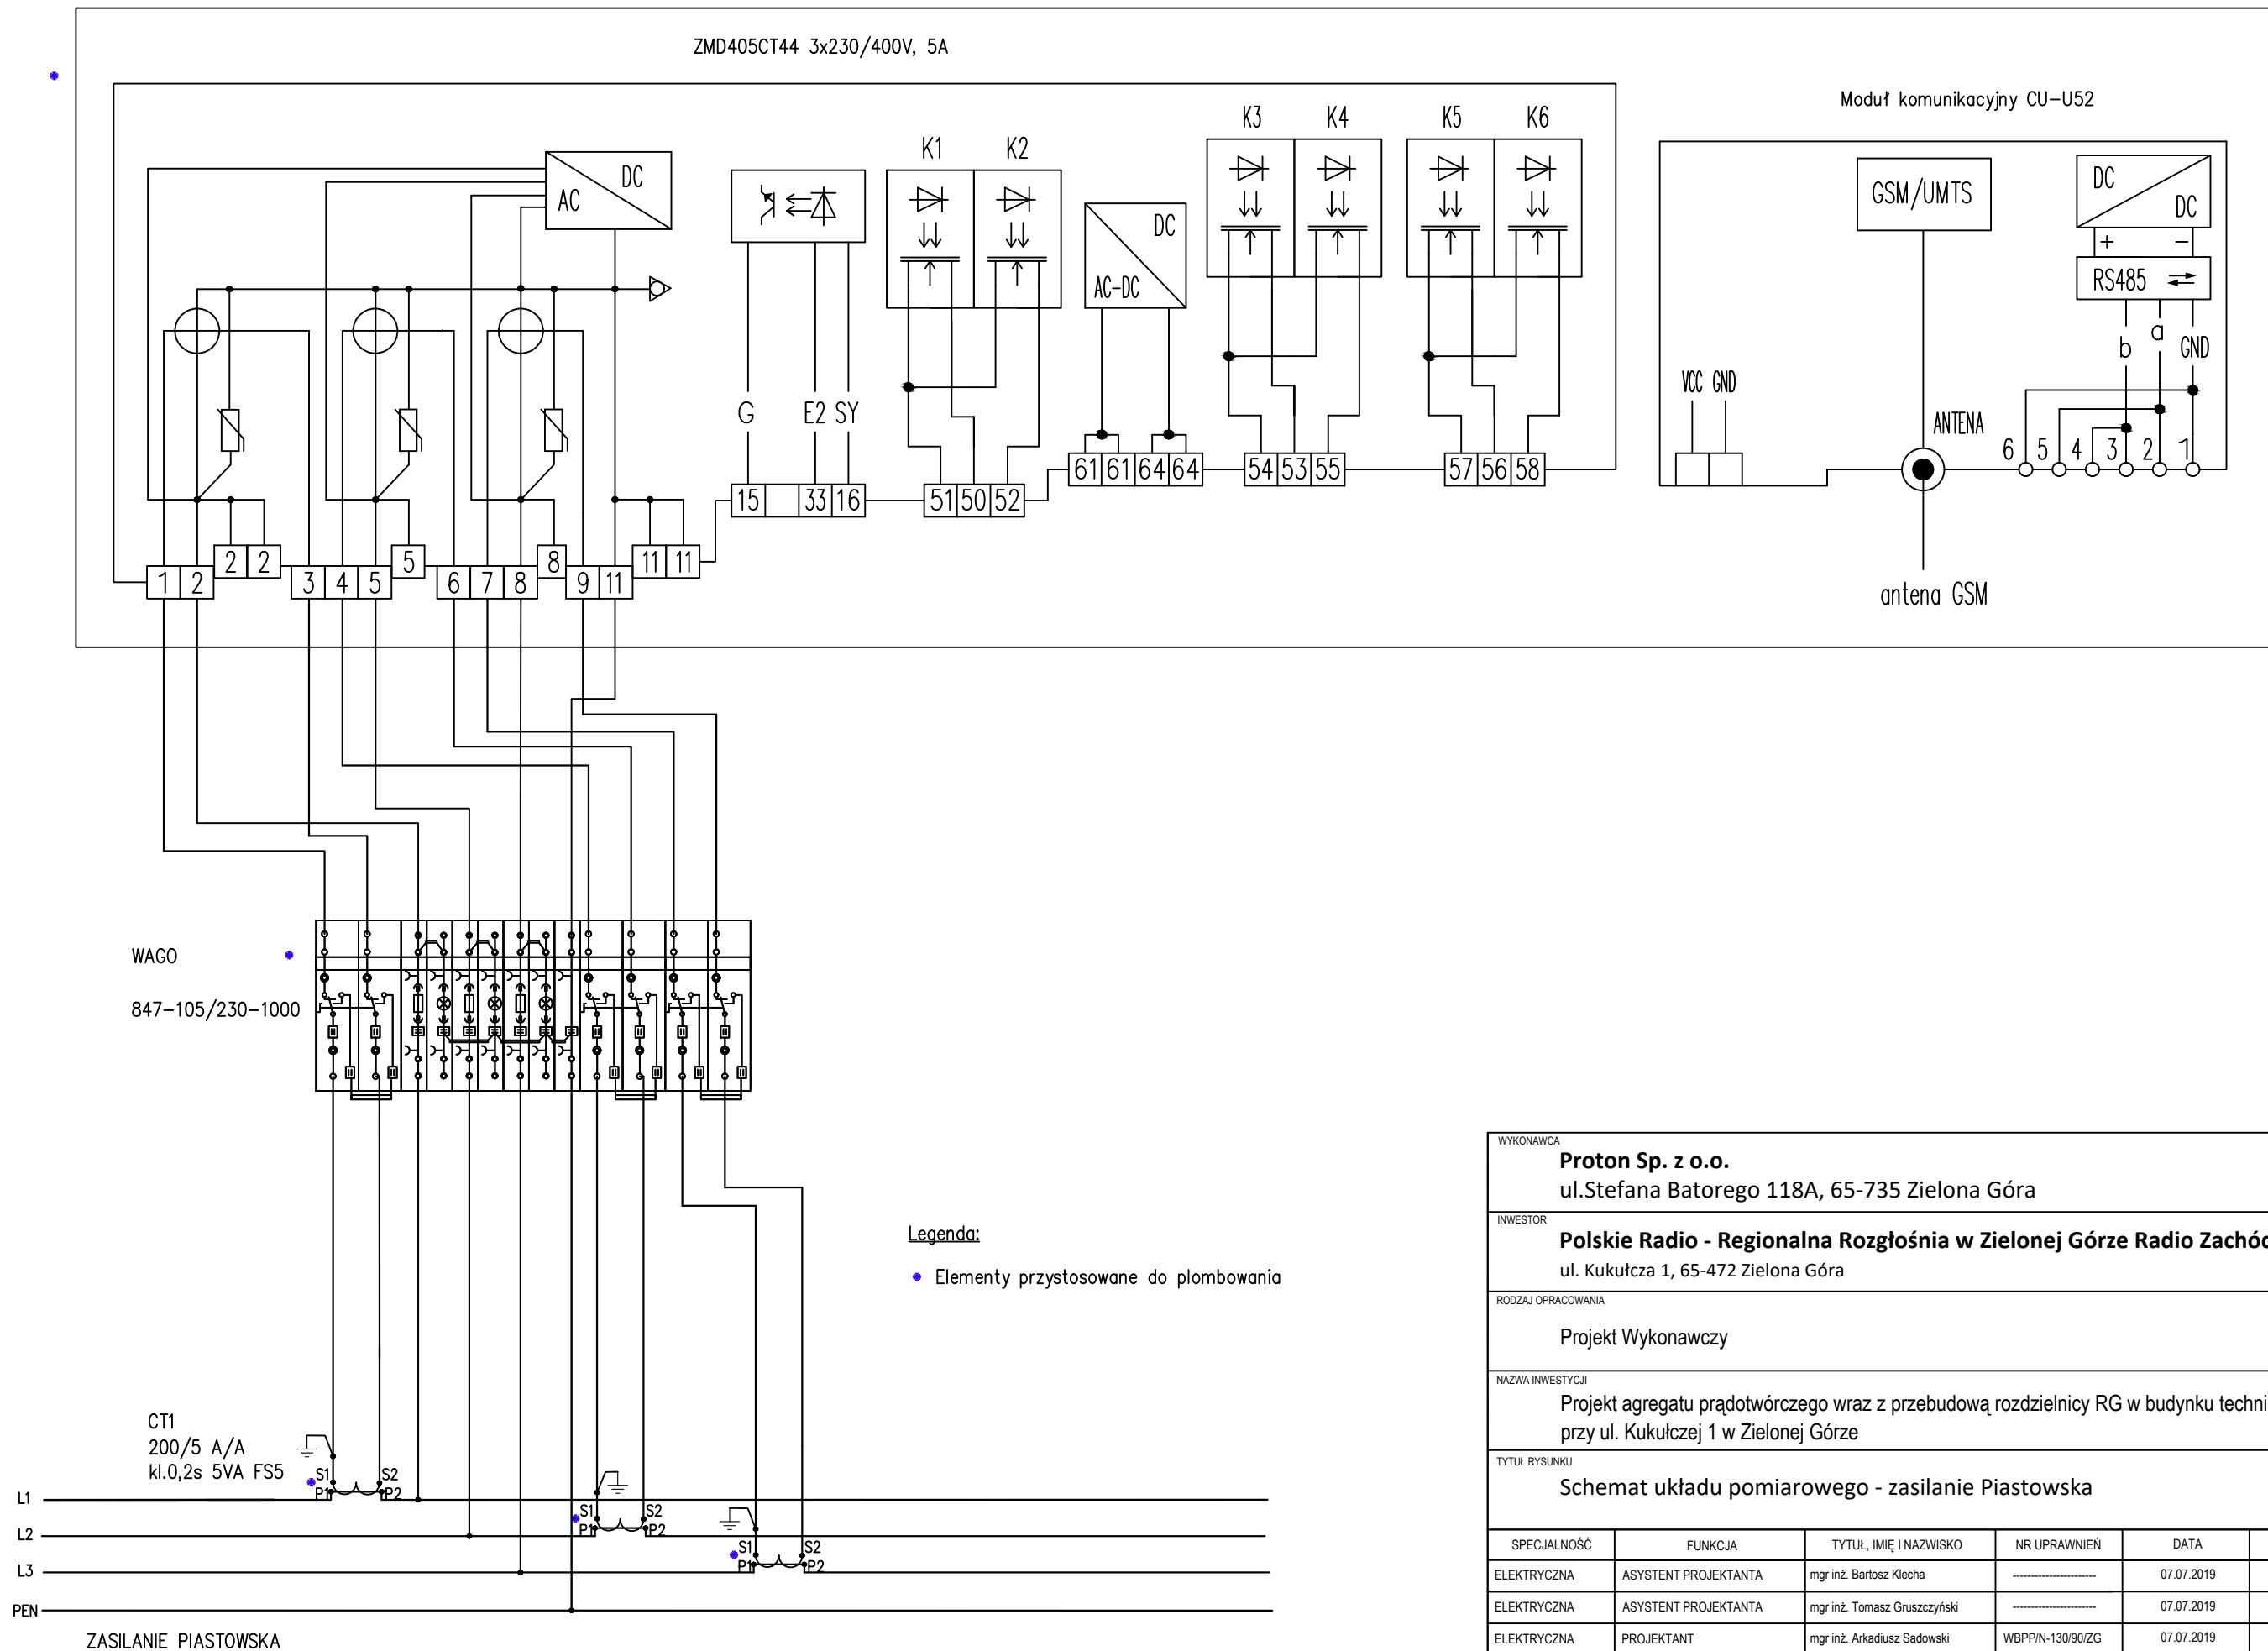 ZMD405CT44 3x230/400V, 5A
Moduł komunikacyjny CU-U52
K1 K2
K3 K4
K5 K6
DC
AC
DC
AC-DC
GSM/UMTS
DC
DC
+ -
RS485
b a GND
VCC GND
ANTENA
6 5 4 3 2 1
antena GSM
G E2 SY
15 33 16
51 50 52
61 61 64 64
54 53 55
57 56 58
2 2 5 8 11 11
1 2 3 4 5 6 7 8 9 11
WAGO
847-105/230-1000
Legenda:
Elementy przystosowane do plombowania
CT1
200/5 A/A
kl.0,2s 5VA FS5
S1 S2
P1 P2
S1 S2
P1 P2
S1 S2
P1 P2
L1
L2
L3
PEN
ZASILANIE PIASTOWSKA
WYKONAWCA
Proton Sp. z o.o.
ul.Stefana Batorego 118A, 65-735 Zielona Góra
INWESTOR
Polskie Radio - Regionalna Rozgłośnia w Zielonej Górze Radio Zachód
ul. Kukułcza 1, 65-472 Zielona Góra
RODZAJ OPRACOWANIA
Projekt Wykonawczy
NAZWA INWESTYCJI
Projekt agregatu prądotwórczego wraz z przebudową rozdzielnicy RG w budynku techni
przy ul. Kukułczej 1 w Zielonej Górze
TYTUŁ RYSUNKU
Schemat układu pomiarowego - zasilanie Piastowska
SPECJALNOŚĆ FUNKCJA TYTUŁ, IMIĘ I NAZWISKO NR UPRAWNIEŃ DATA
ELEKTRYCZNA ASYSTENT PROJEKTANTA mgr inż. Bartosz Klecha ----------------------- 07.07.2019
ELEKTRYCZNA ASYSTENT PROJEKTANTA mgr inż. Tomasz Gruszczyński ----------------------- 07.07.2019
ELEKTRYCZNA PROJEKTANT mgr inż. Arkadiusz Sadowski WBPP/N-130/90/ZG 07.07.2019